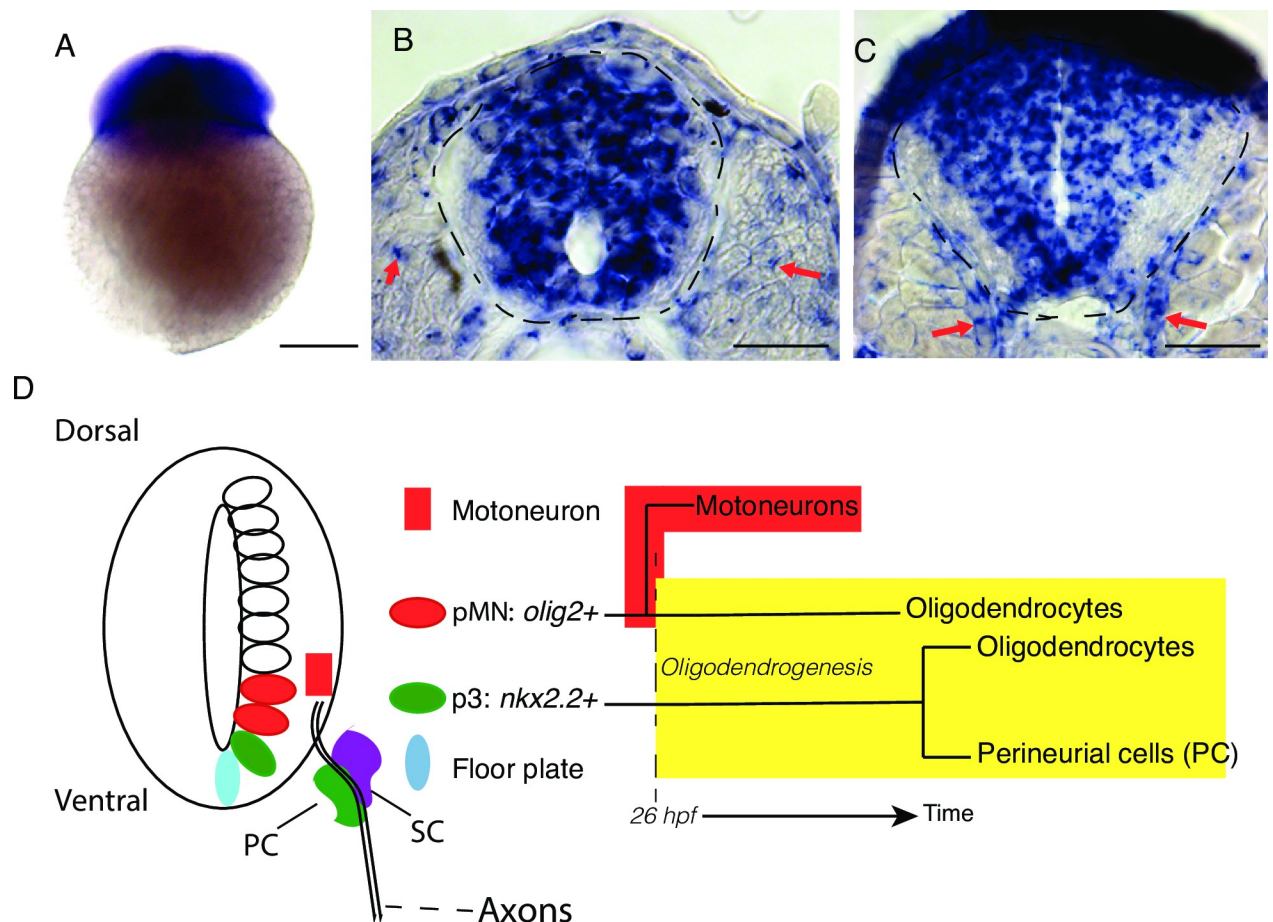 A
B
C
D
Dorsal
Ventral
PC
SC
Axons
Motoneuron
pMN: olig2+
p3: nkx2.2+
Floor plate
Motoneurons
Oligodendrocytes
Oligodendrogenesis
Oligodendrocytes
Perineurial cells (PC)
26 hpf
Time